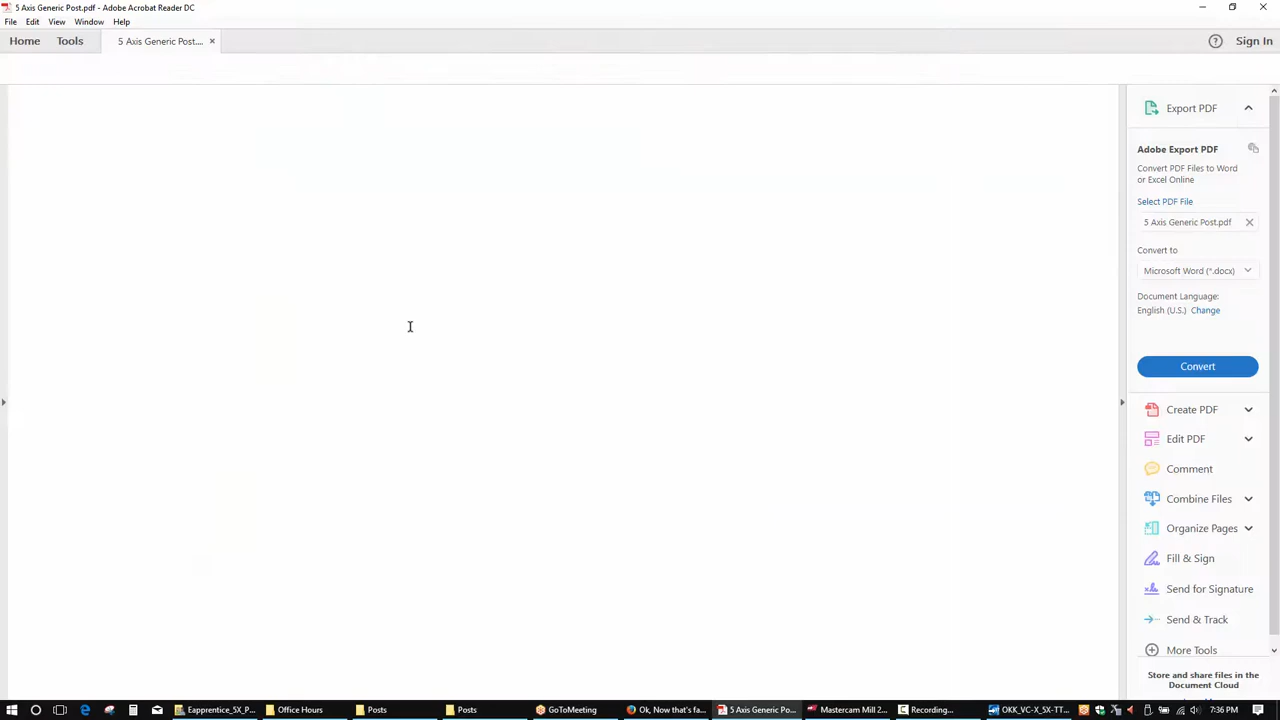 5 Axis Generic Post.pdf - Adobe Acrobat Reader DC
File Edit View Window Help
Home Tools 5 Axis Generic Post.... × ? Sign In
Export PDF
Adobe Export PDF
Convert PDF Files to Word
or Excel Online
Select PDF File
5 Axis Generic Post.pdf
Convert to
Microsoft Word (*.docx)
Document Language:
English (U.S.) Change
Convert
Create PDF
Edit PDF
Comment
Combine Files
Organize Pages
Fill & Sign
Send for Signature
Send & Track
More Tools
Store and share files in the
Document Cloud
Eapprentice_5X_P... Office Hours Posts Posts GoToMeeting Ok, Now that's fa... 5 Axis Generic Po... Mastercam Mill 2... Recording... OKK_VC-X_5X-TT... 7:36 PM